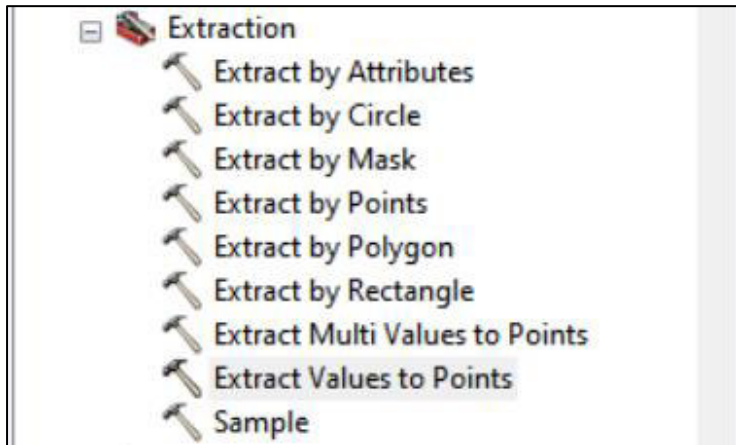 Extraction
Extract by Attributes
Extract by Circle
Extract by Mask
Extract by Points
Extract by Polygon
Extract by Rectangle
Extract Multi Values to Points
Extract Values to Points
Sample